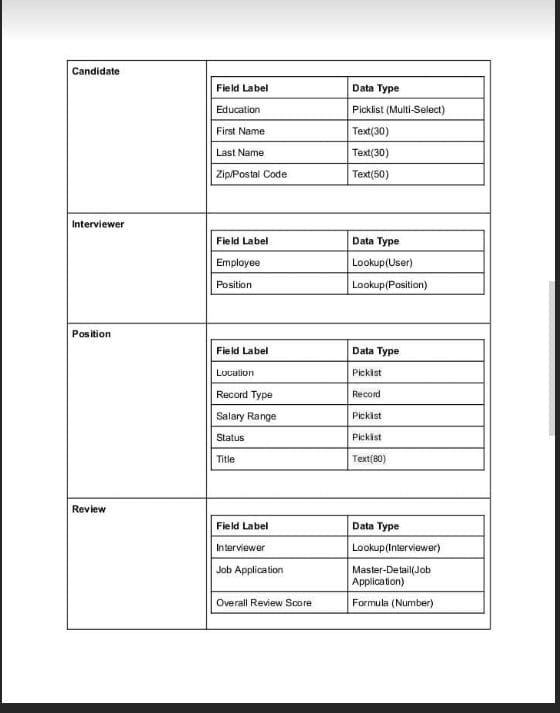 Candidate
Field Label Data Type
Education Picklist (Multi-Select)
First Name Text(30)
Last Name Text(30)
Zip/Postal Code Text(50)
Interviewer
Field Label Data Type
Employee Lookup(User)
Position Lookup(Position)
Position
Field Label Data Type
Location Picklist
Record Type Record
Salary Range Picklist
Status Picklist
Title Text(80)
Review
Field Label Data Type
Interviewer Lookup(Interviewer)
Job Application Master-Detail(Job
Application)
Overall Review Score Formula (Number)